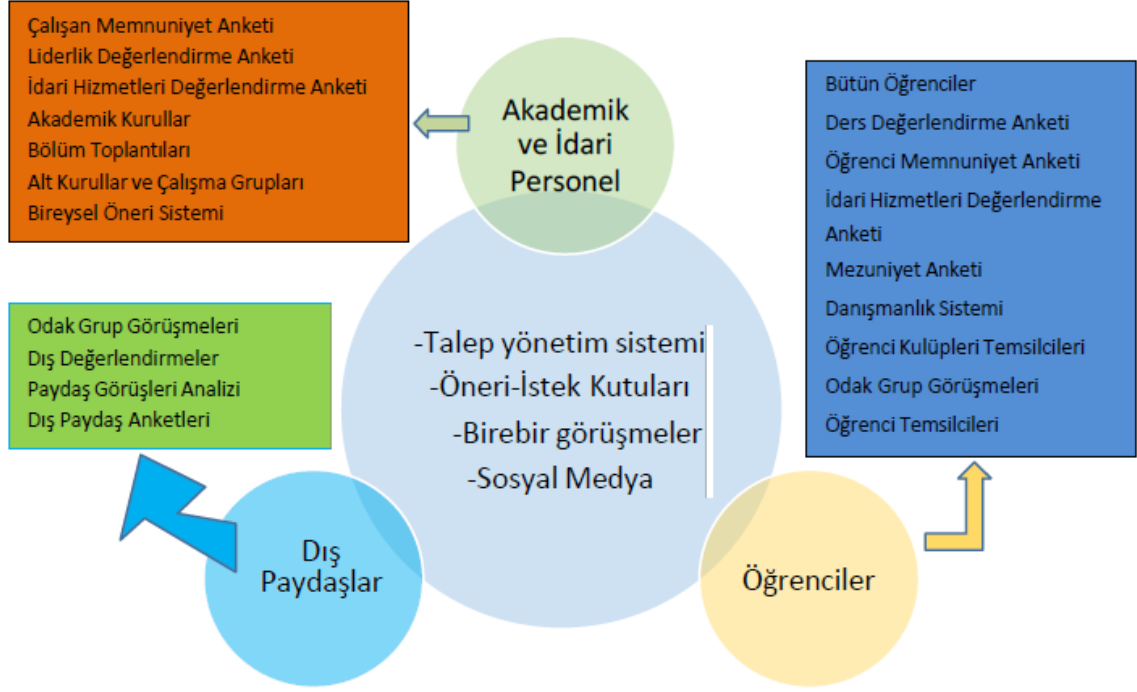 Çalışan Memnuniyet Anketi
Liderlik Değerlendirme Anketi
İdari Hizmetleri Değerlendirme Anketi
Akademik Kurullar
Bölüm Toplantıları
Alt Kurullar ve Çalışma Grupları
Bireysel Öneri Sistemi
Akademik
ve İdari
Personel
Bütün Öğrenciler
Ders Değerlendirme Anketi
Öğrenci Memnuniyet Anketi
İdari Hizmetleri Değerlendirme
Anketi
Mezuniyet Anketi
Danışmanlık Sistemi
Öğrenci Kulüpleri Temsilcileri
Odak Grup Görüşmeleri
Öğrenci Temsilcileri
Odak Grup Görüşmeleri
Dış Değerlendirmeler
Paydaş Görüşleri Analizi
Dış Paydaş Anketleri
-Talep yönetim sistemi
-Öneri-İstek Kutuları
-Birebir görüşmeler
-Sosyal Medya
Dış
Paydaşlar
Öğrenciler